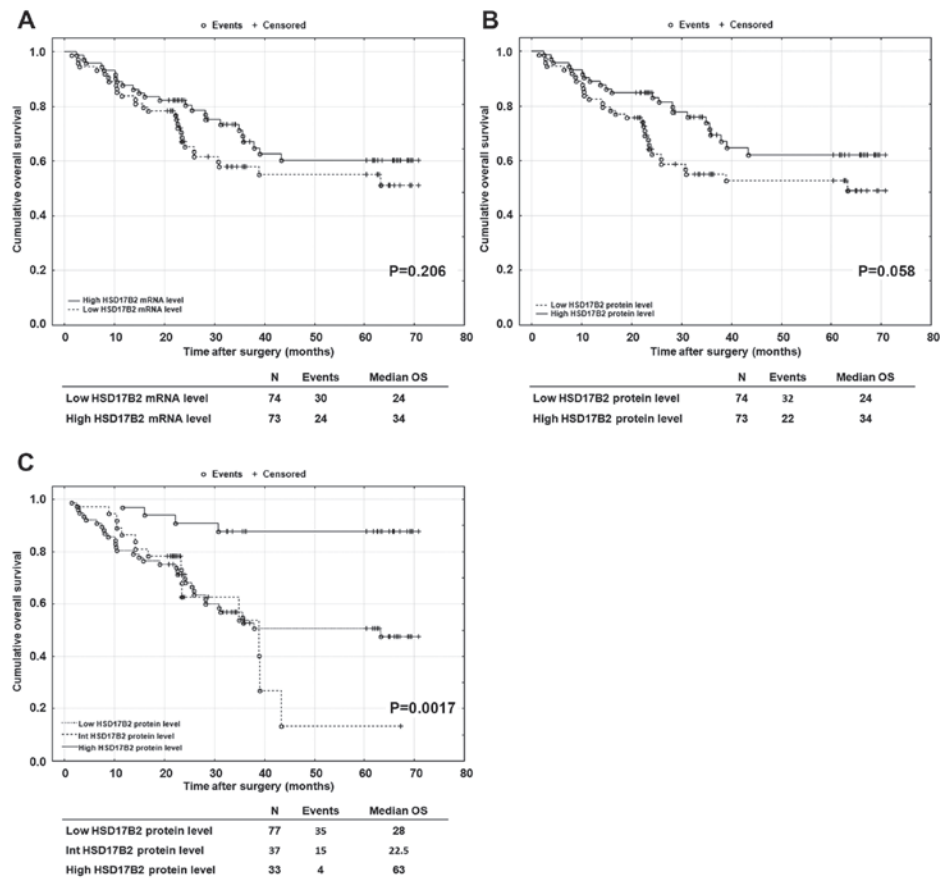 A
Events Censored
Cumulative overall survival
1.0
0.8
0.6
0.4
0.2
0.0
P=0.206
High HSD17B2 mRNA level
Low HSD17B2 mRNA level
0 10 20 30 40 50 60 70 80
Time after surgery (months)
N Events Median OS
Low HSD17B2 mRNA level 74 30 24
High HSD17B2 mRNA level 73 24 34
B
Events Censored
Cumulative overall survival
1.0
0.8
0.6
0.4
0.2
0.0
P=0.058
Low HSD17B2 protein level
High HSD17B2 protein level
0 10 20 30 40 50 60 70 80
Time after surgery (months)
N Events Median OS
Low HSD17B2 protein level 74 32 24
High HSD17B2 protein level 73 22 34
C
Events Censored
Cumulative overall survival
1.0
0.8
0.6
0.4
0.2
0.0
P=0.0017
Low HSD17B2 protein level
Int HSD17B2 protein level
High HSD17B2 protein level
0 10 20 30 40 50 60 70 80
Time after surgery (months)
N Events Median OS
Low HSD17B2 protein level 77 35 28
Int HSD17B2 protein level 37 15 22.5
High HSD17B2 protein level 33 4 63